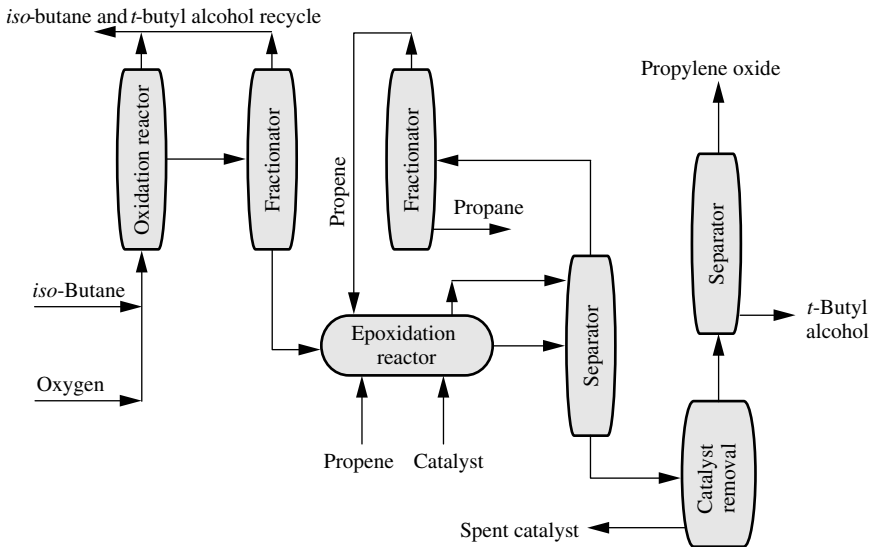 iso-butane and t-butyl alcohol recycle
Oxidation reactor
Fractionator
Propene
Fractionator
Propane
Propylene oxide
Separator
t-Butyl
alcohol
iso-Butane
Oxygen
Epoxidation
reactor
Separator
Propene
Catalyst
Catalyst
removal
Spent catalyst